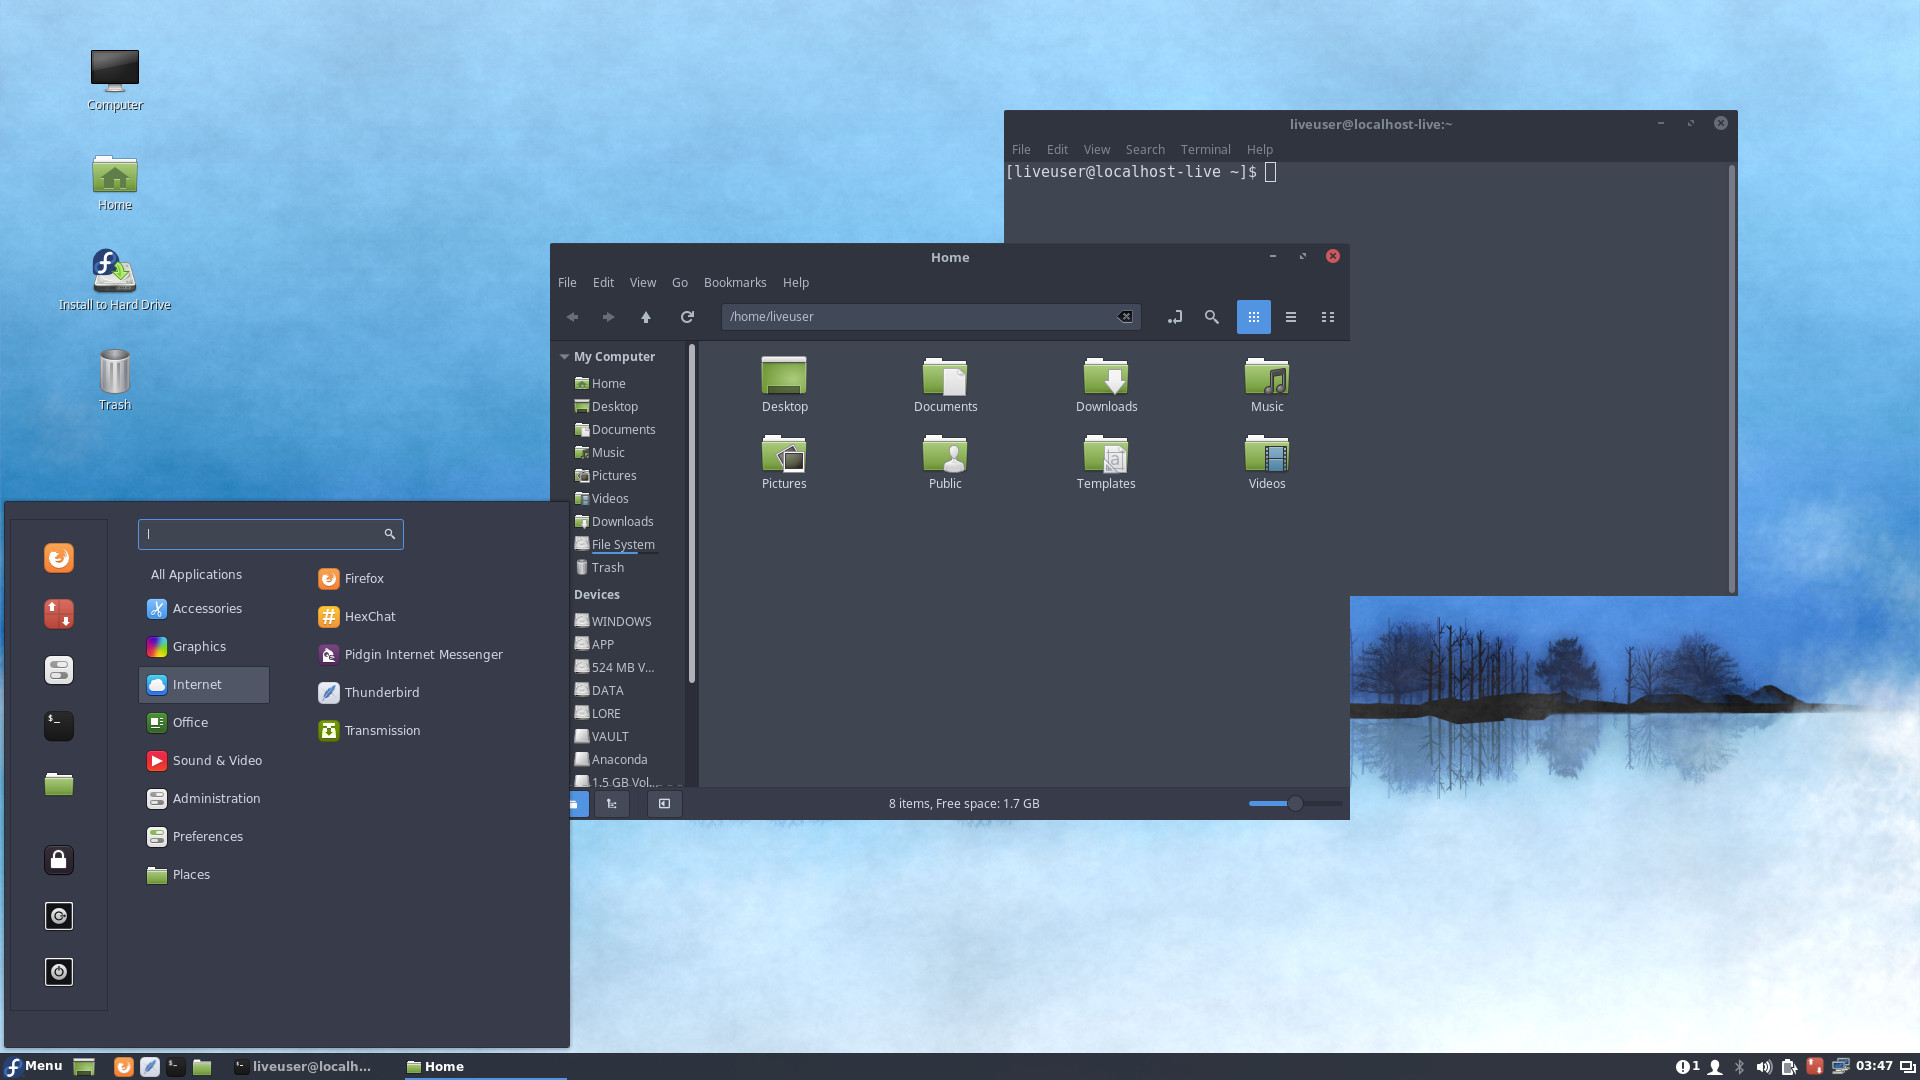 Computer
Home
Install to Hard Drive
Trash
liveuser@localhost-live:~
File Edit View Search Terminal Help
[liveuser@localhost-live ~]$
Home
File Edit View Go Bookmarks Help
/home/liveuser
My Computer
Home
Desktop
Documents
Music
Pictures
Videos
Downloads
File System
Trash
Devices
WINDOWS
APP
524 MB V...
DATA
LORE
VAULT
Anaconda
1.5 GB Vol...
Desktop Documents Downloads Music
Pictures Public Templates Videos
8 items, Free space: 1.7 GB
All Applications
Accessories
Graphics
Internet
Office
Sound & Video
Administration
Preferences
Places
Firefox
HexChat
Pidgin Internet Messenger
Thunderbird
Transmission
Menu liveuser@localh... Home 1 03:47